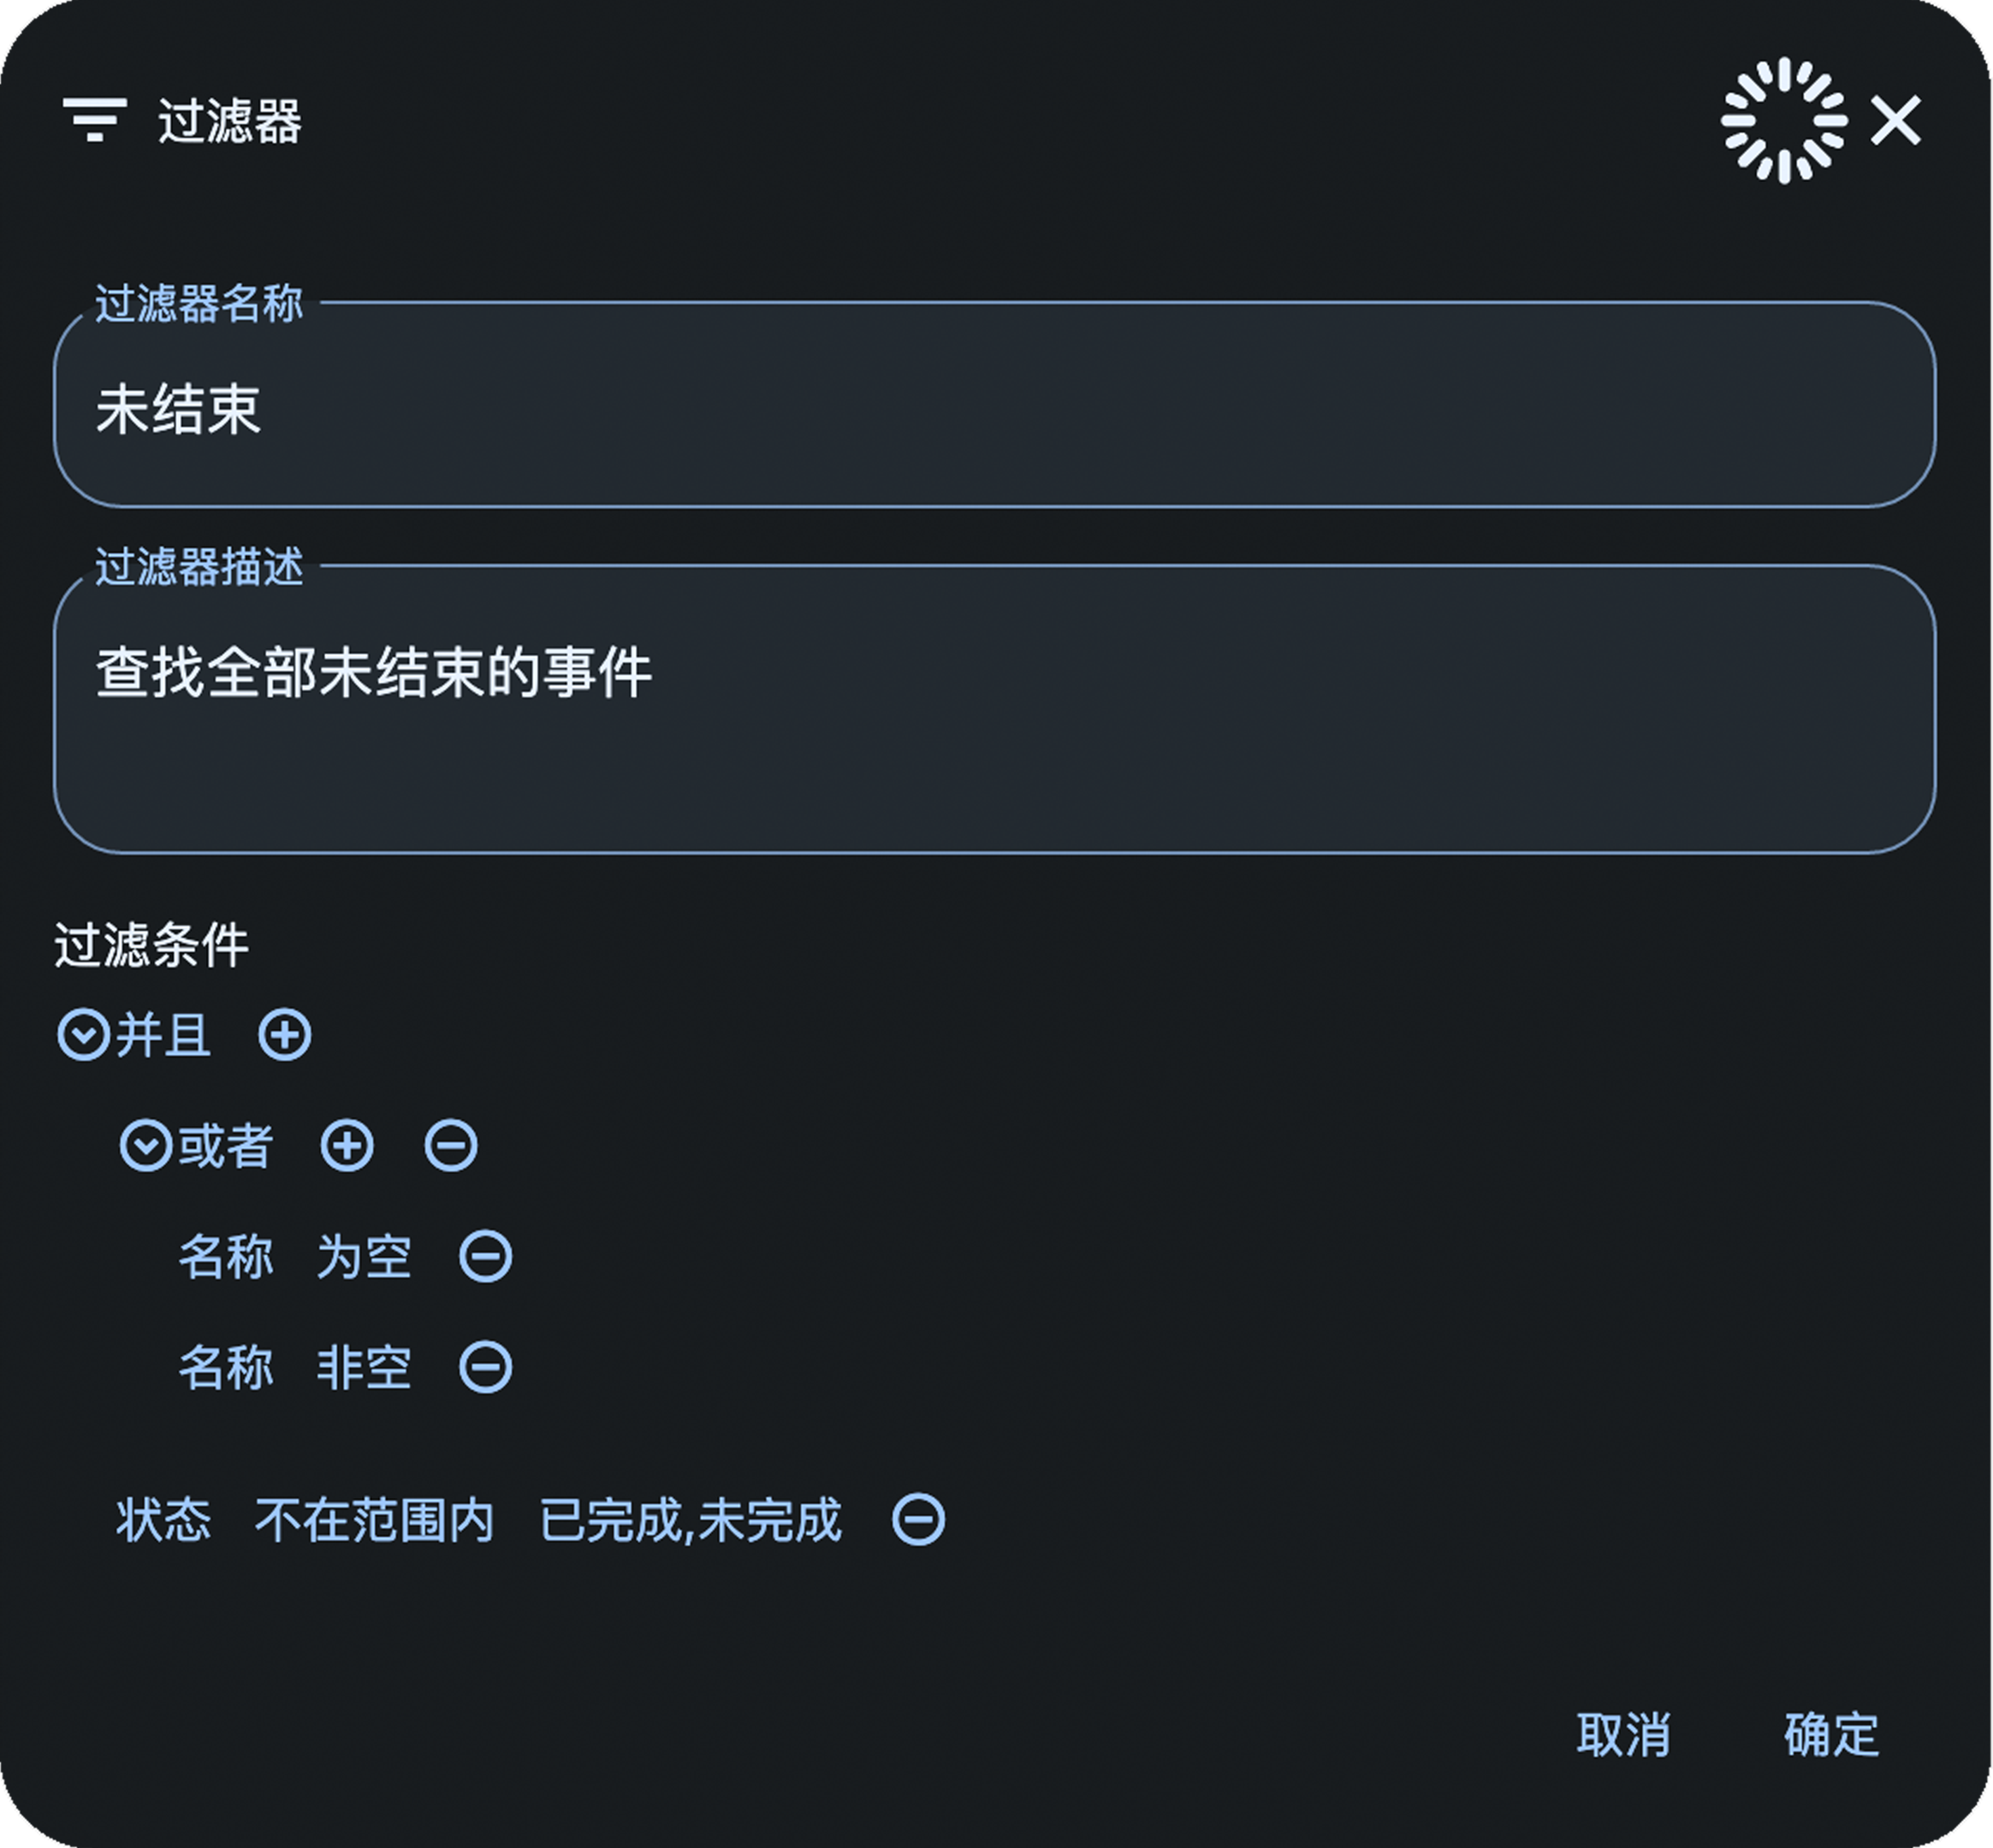 过滤器
过滤器名称
未结束
过滤器描述
查找全部未结束的事件
过滤条件
并且
或者
名称 为空
名称 非空
状态 不在范围内 已完成,未完成
取消 确定